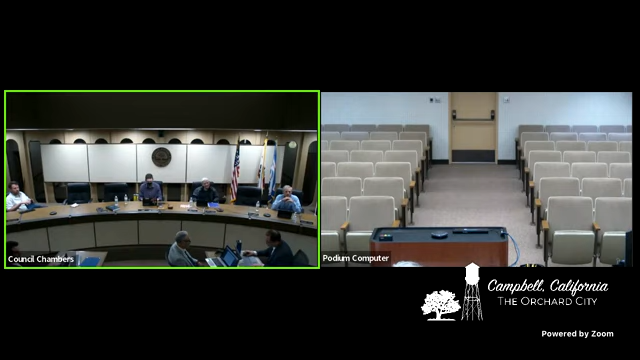 Council Chambers
Podium Computer
Campbell, California
THE ORCHARD CITY
Powered by Zoom